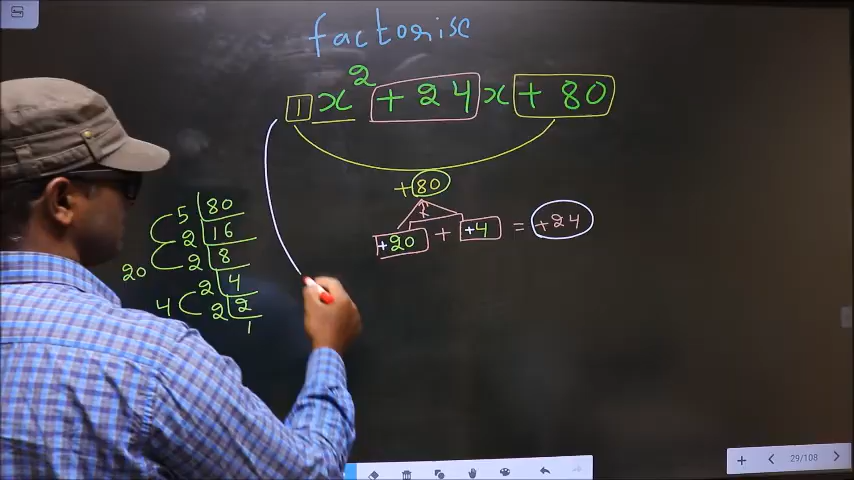 factorise
1x² + 24x + 80
+80
+20 + +4 = +24
5 | 80
2 | 16
20 2 | 8
2 | 4
4 2 | 2
1
29/108